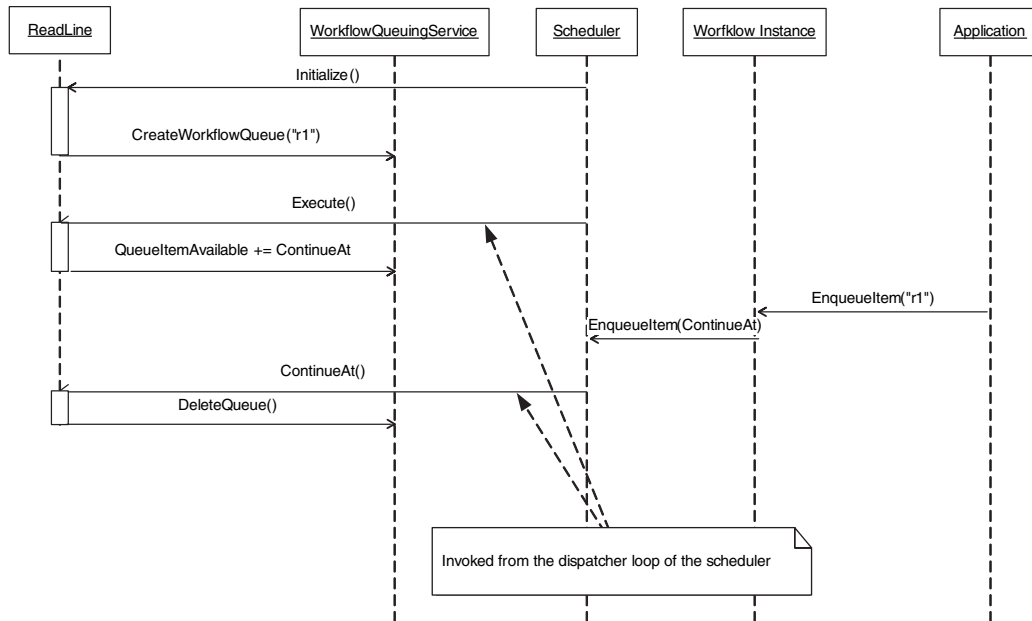 ReadLine
WorkflowQueuingService
Scheduler
Worfklow Instance
Application
Initialize()
CreateWorkflowQueue("r1")
Execute()
QueueItemAvailable += ContinueAt
EnqueueItem("r1")
EnqueueItem(ContinueAt)
ContinueAt()
DeleteQueue()
Invoked from the dispatcher loop of the scheduler